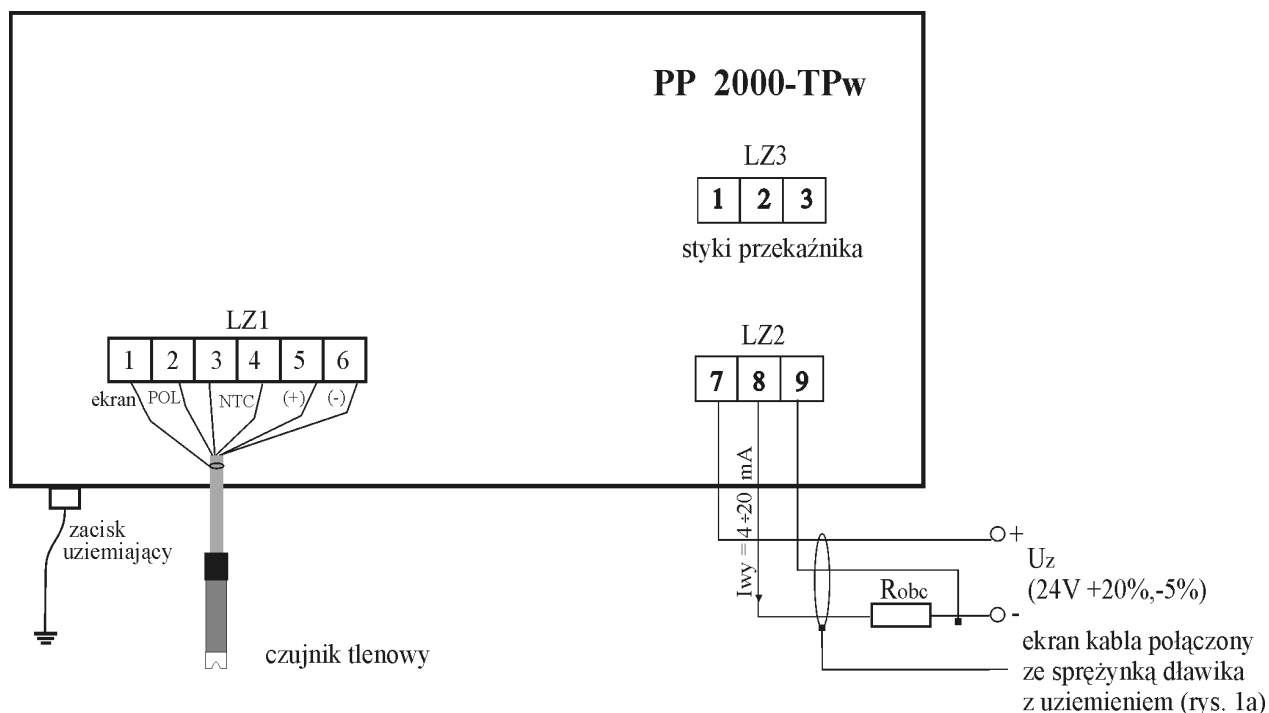 PP 2000-TPw
LZ3
1 2 3
styki przekaźnika
LZ1
1 2 3 4 5 6
ekran POL NTC (+) (-)
LZ2
7 8 9
Iwy = 4÷20 mA
zacisk
uziemiający
czujnik tlenowy
+
Uz
(24V +20%,-5%)
Robc
-
ekran kabla połączony
ze sprężynką dławika
z uziemieniem (rys. 1a)